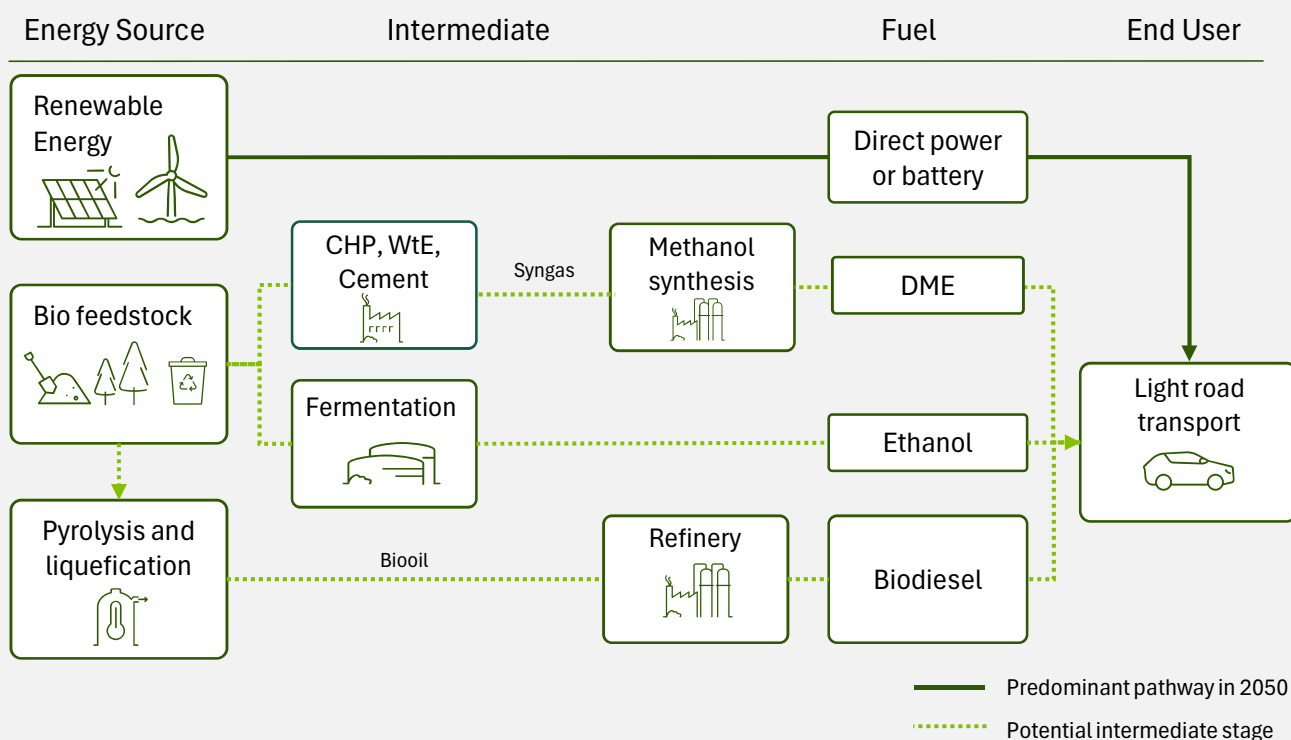 Energy Source
Intermediate
Fuel
End User
Renewable
Energy
Direct power
or battery
CHP, WtE,
Cement
Syngas
Methanol
synthesis
DME
Bio feedstock
Fermentation
Ethanol
Light road
transport
Pyrolysis and
liquefication
Biooil
Refinery
Biodiesel
Predominant pathway in 2050
Potential intermediate stage